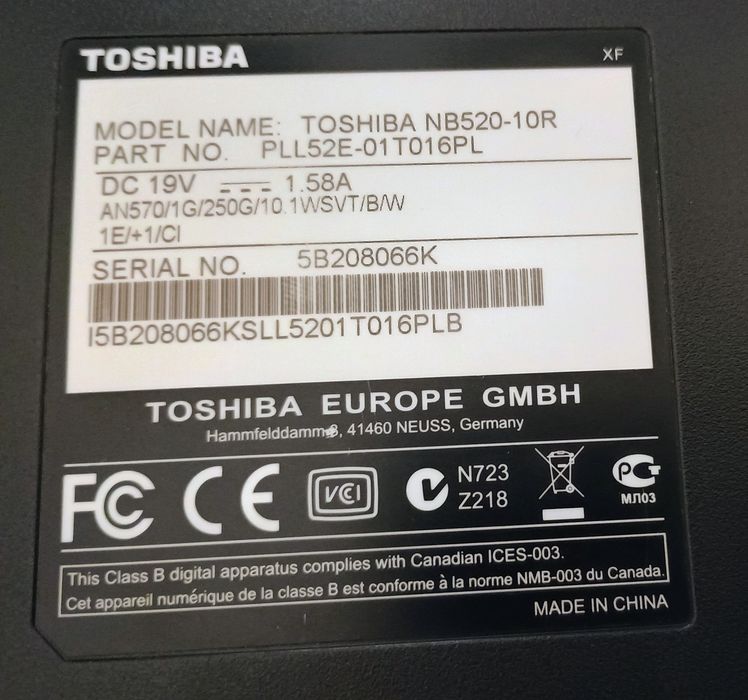 TOSHIBA
XF
MODEL NAME: TOSHIBA NB520-10R
PART NO. PLL52E-01T016PL
DC 19V 1.58A
AN570/1G/250G/10.1WSVT/B/W
1E/+1/CI
SERIAL NO. 5B208066K
I5B208066KSLL5201T016PLB
TOSHIBA EUROPE GMBH
Hammfelddamm 8, 41460 NEUSS, Germany
FC CE VCI N723
Z218
РСТ
МЛ03
This Class B digital apparatus complies with Canadian ICES-003.
Cet appareil numérique de la classe B est conforme à la norme NMB-003 du Canada.
MADE IN CHINA